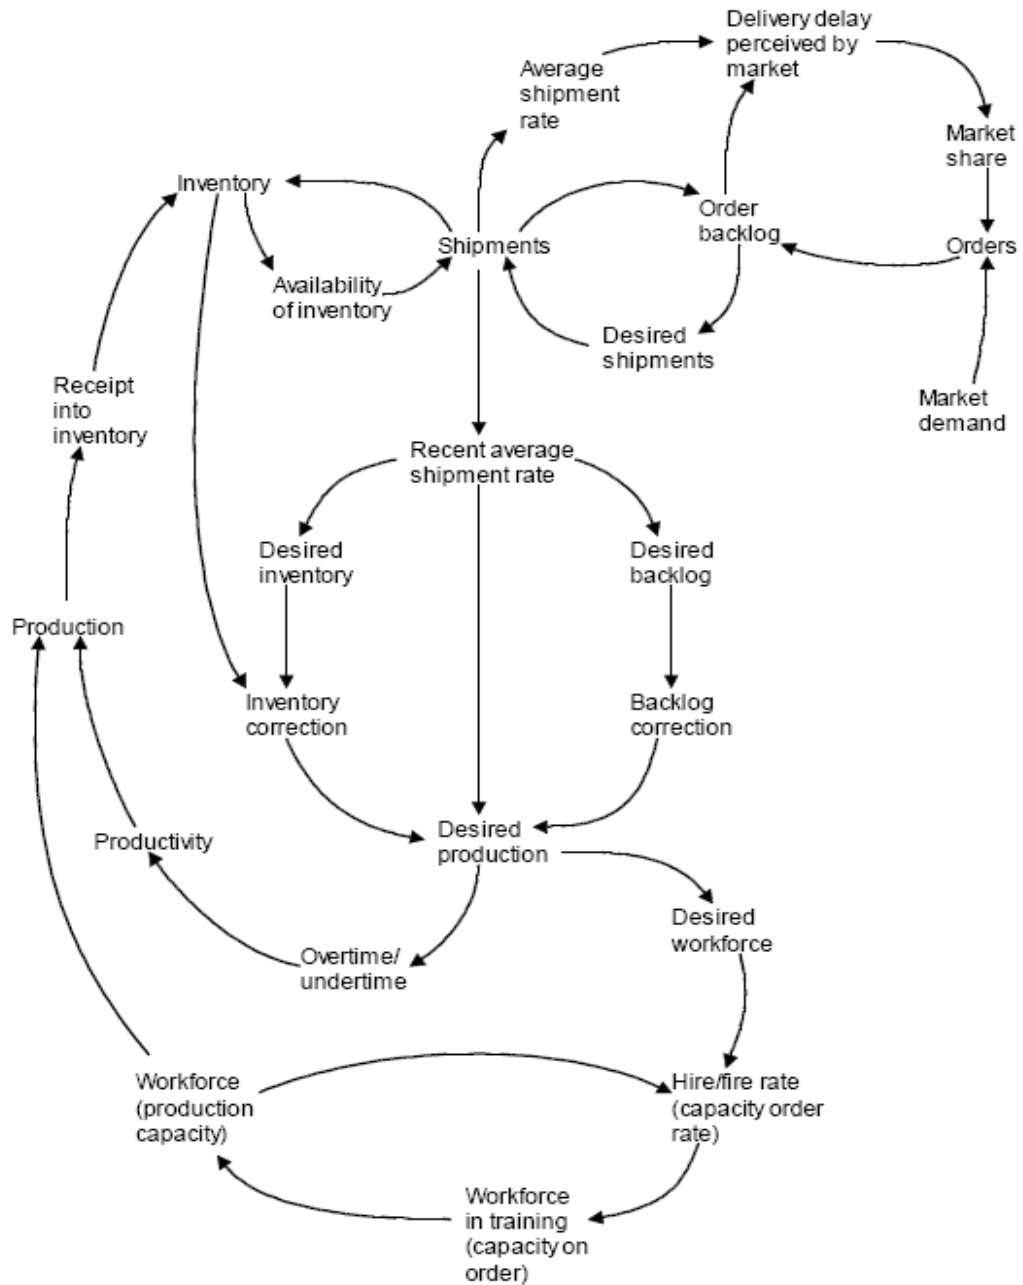 Delivery delay
perceived by
market
Average
shipment
rate
Market
share
Inventory
Order
backlog
Shipments
Orders
Availability
of inventory
Desired
shipments
Receipt
into
inventory
Market
demand
Recent average
shipment rate
Desired
inventory
Desired
backlog
Production
Inventory
correction
Backlog
correction
Productivity
Desired
production
Desired
workforce
Overtime/
undertime
Workforce
(production
capacity)
Hire/fire rate
(capacity order
rate)
Workforce
in training
(capacity on
order)